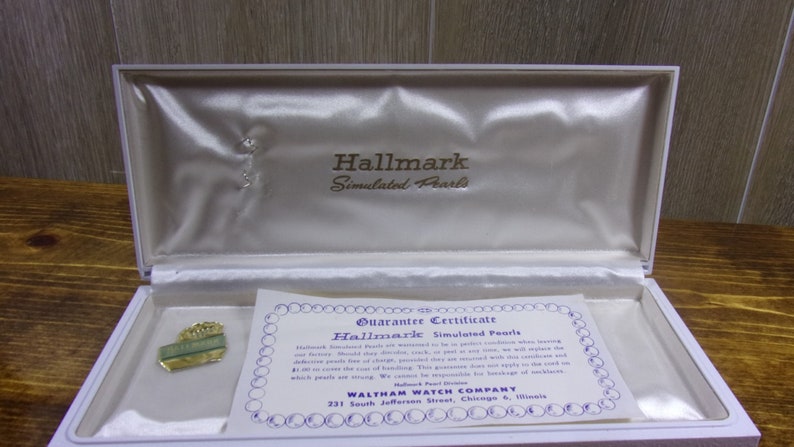 Hallmark
Simulated Pearls
Guarantee Certificate
Hallmark Simulated Pearls
Hallmark Simulated Pearls are warranted to be in perfect condition when leaving
our factory. Should they discolor, crack, or peel at any time, we will replace the
defective pearls free of charge, provided they are returned with this certificate and
$1.00 to cover the cost of handling. This guarantee does not apply to the cord on
which pearls are strung. We cannot be responsible for breakage of necklaces.
Hallmark Pearl Division
WALTHAM WATCH COMPANY
231 South Jefferson Street, Chicago 6, Illinois